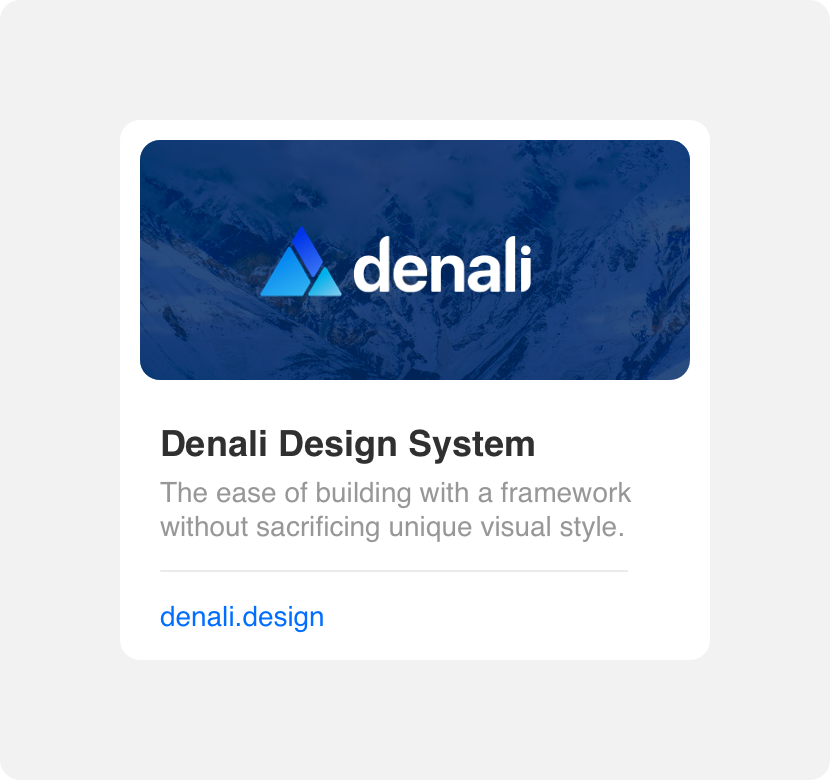 denali
Denali Design System
The ease of building with a framework
without sacrificing unique visual style.
denali.design